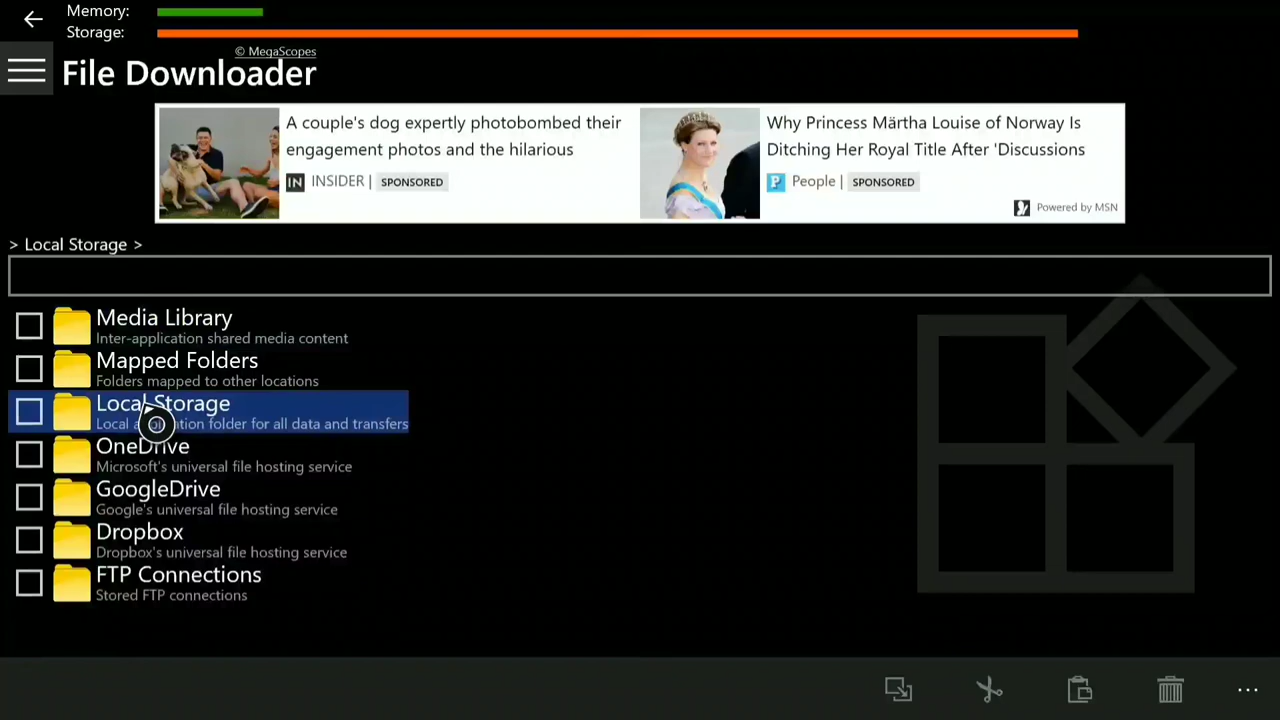 Memory:
Storage:
© MegaScopes
File Downloader
A couple's dog expertly photobombed their
engagement photos and the hilarious
IN INSIDER | SPONSORED
Why Princess Märtha Louise of Norway Is
Ditching Her Royal Title After 'Discussions
P People | SPONSORED
Powered by MSN
> Local Storage >
Media Library
Inter-application shared media content
Mapped Folders
Folders mapped to other locations
Local Storage
Local application folder for all data and transfers
OneDrive
Microsoft's universal file hosting service
GoogleDrive
Google's universal file hosting service
Dropbox
Dropbox's universal file hosting service
FTP Connections
Stored FTP connections